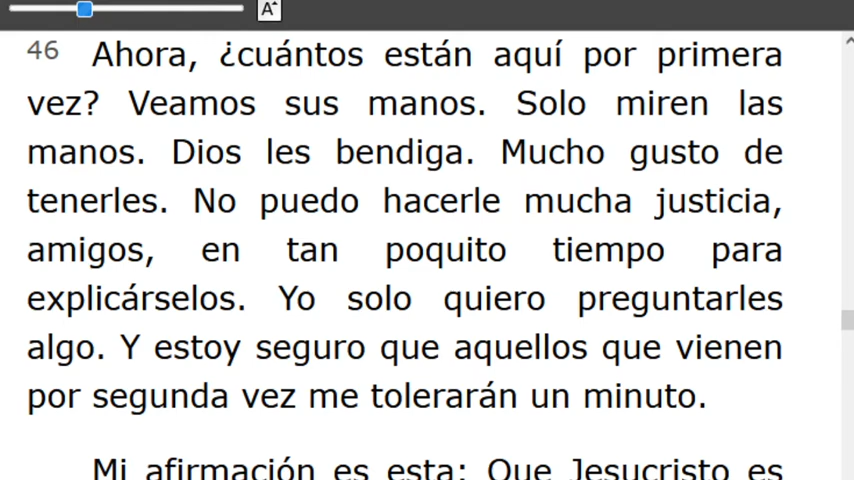 A
46 Ahora, ¿cuántos están aquí por primera
vez? Veamos sus manos. Solo miren las
manos. Dios les bendiga. Mucho gusto de
tenerles. No puedo hacerle mucha justicia,
amigos, en tan poquito tiempo para
explicárselos. Yo solo quiero preguntarles
algo. Y estoy seguro que aquellos que vienen
por segunda vez me tolerarán un minuto.
Mi afirmación es esta: Que Jesucristo es